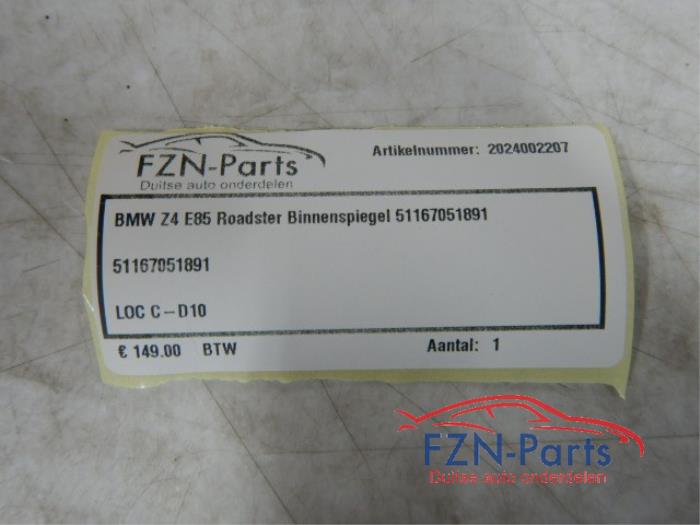 FZN-Parts
Duitse auto onderdelen
Artikelnummer: 2024002207
BMW Z4 E85 Roadster Binnenspiegel 51167051891
51167051891
LOC C-D10
€ 149.00 BTW
Aantal: 1
FZN-Parts
Duitse auto onderdelen